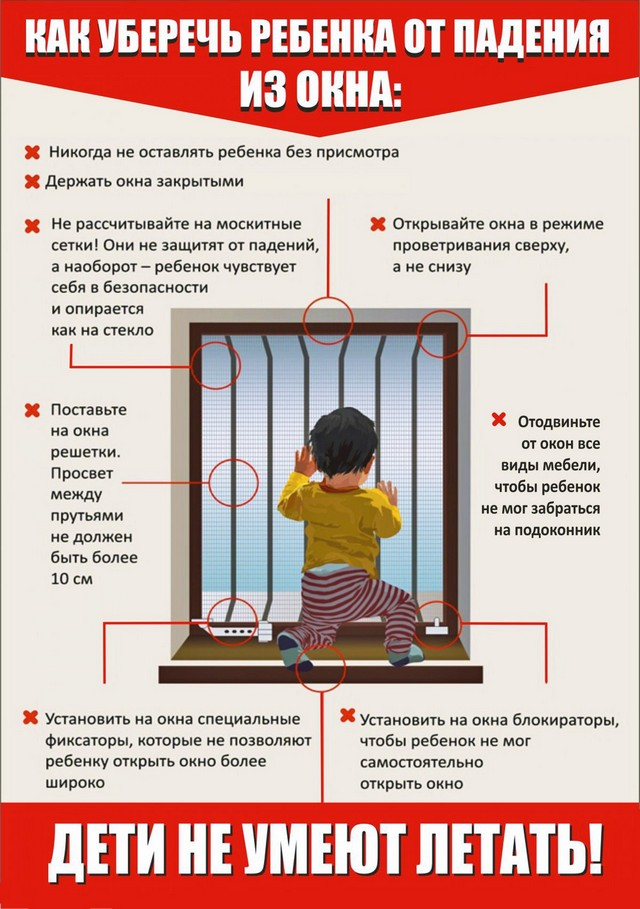 КАК УБЕРЕЧЬ РЕБЕНКА ОТ ПАДЕНИЯ
ИЗ ОКНА:
Никогда не оставлять ребенка без присмотра
Держать окна закрытыми
Не рассчитывайте на москитные
сетки! Они не защитят от падений,
а наоборот – ребенок чувствует
себя в безопасности
и опирается
как на стекло
Открывайте окна в режиме
проветривания сверху,
а не снизу
Поставьте
на окна
решетки.
Просвет
между
прутьями
не должен
быть более
10 см
Отодвиньте
от окон все
виды мебели,
чтобы ребенок
не мог забраться
на подоконник
Установить на окна специальные
фиксаторы, которые не позволяют
ребенку открыть окно более
широко
Установить на окна блокираторы,
чтобы ребенок не мог
самостоятельно
открыть окно
ДЕТИ НЕ УМЕЮТ ЛЕТАТЬ!